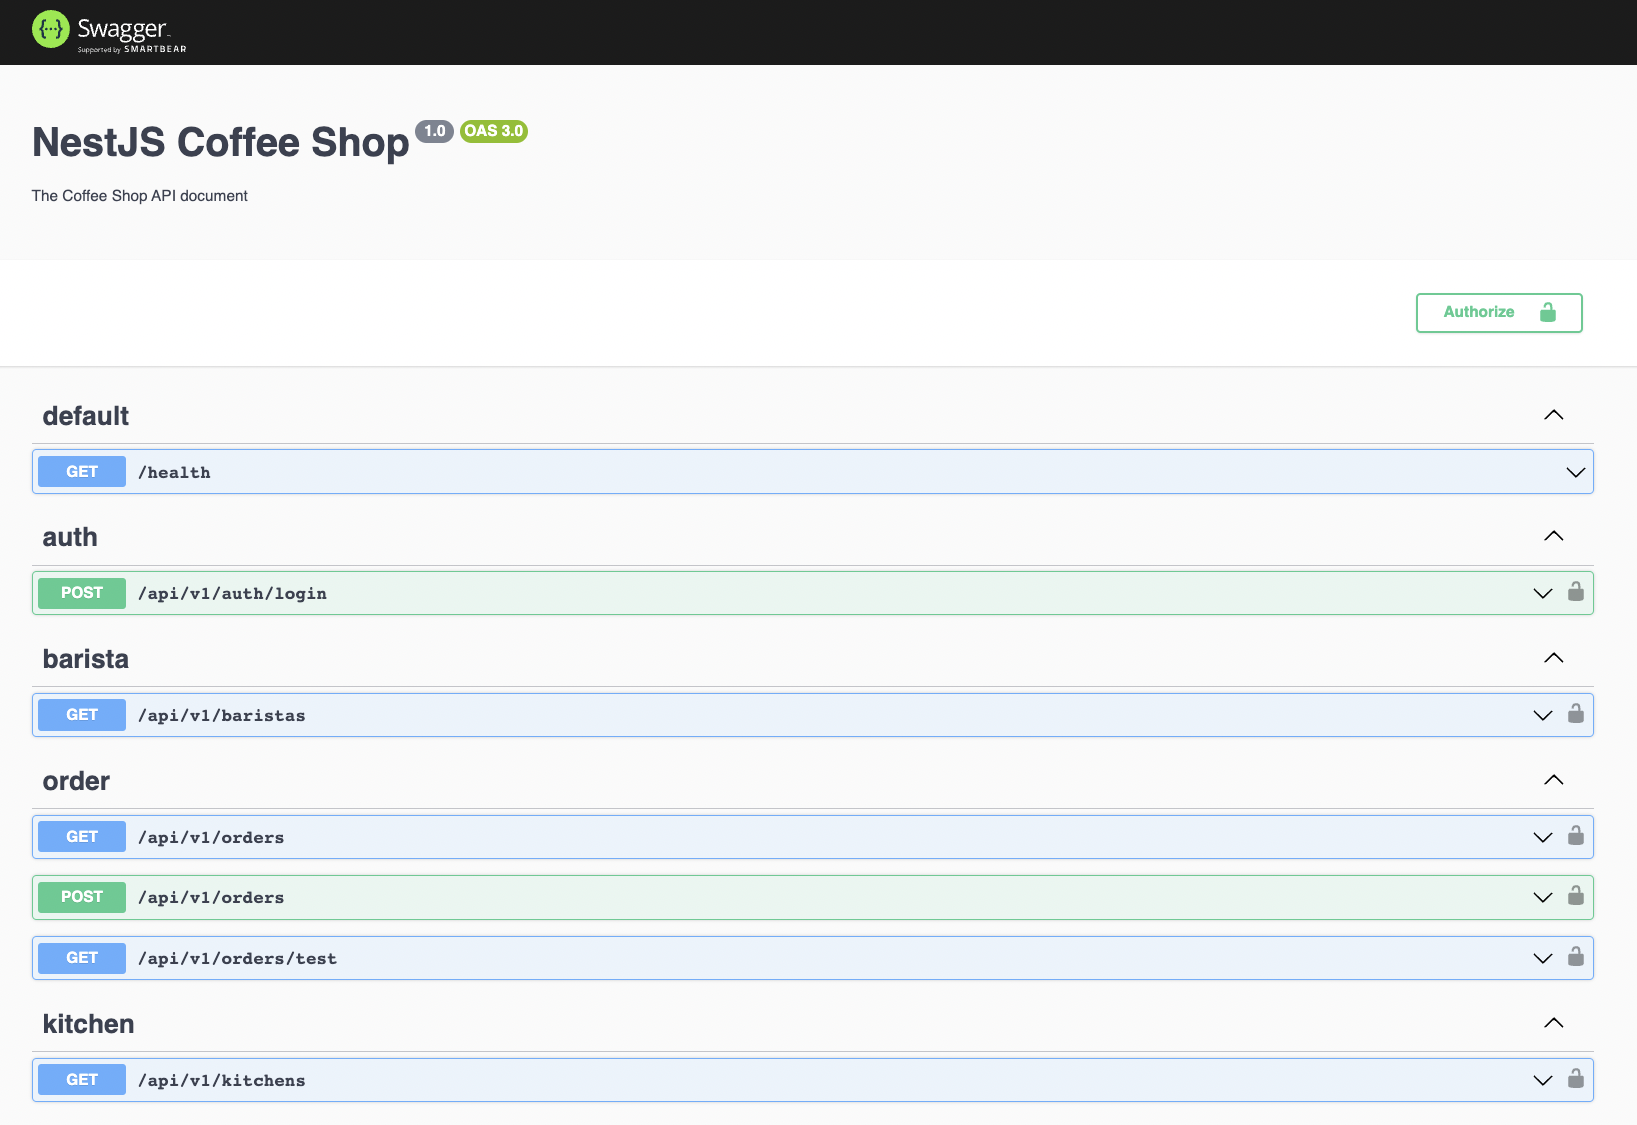 Swagger
Supported by SMARTBEAR
NestJS Coffee Shop 1.0 OAS 3.0
The Coffee Shop API document
Authorize
default
GET /health
auth
POST /api/v1/auth/login
barista
GET /api/v1/baristas
order
GET /api/v1/orders
POST /api/v1/orders
GET /api/v1/orders/test
kitchen
GET /api/v1/kitchens